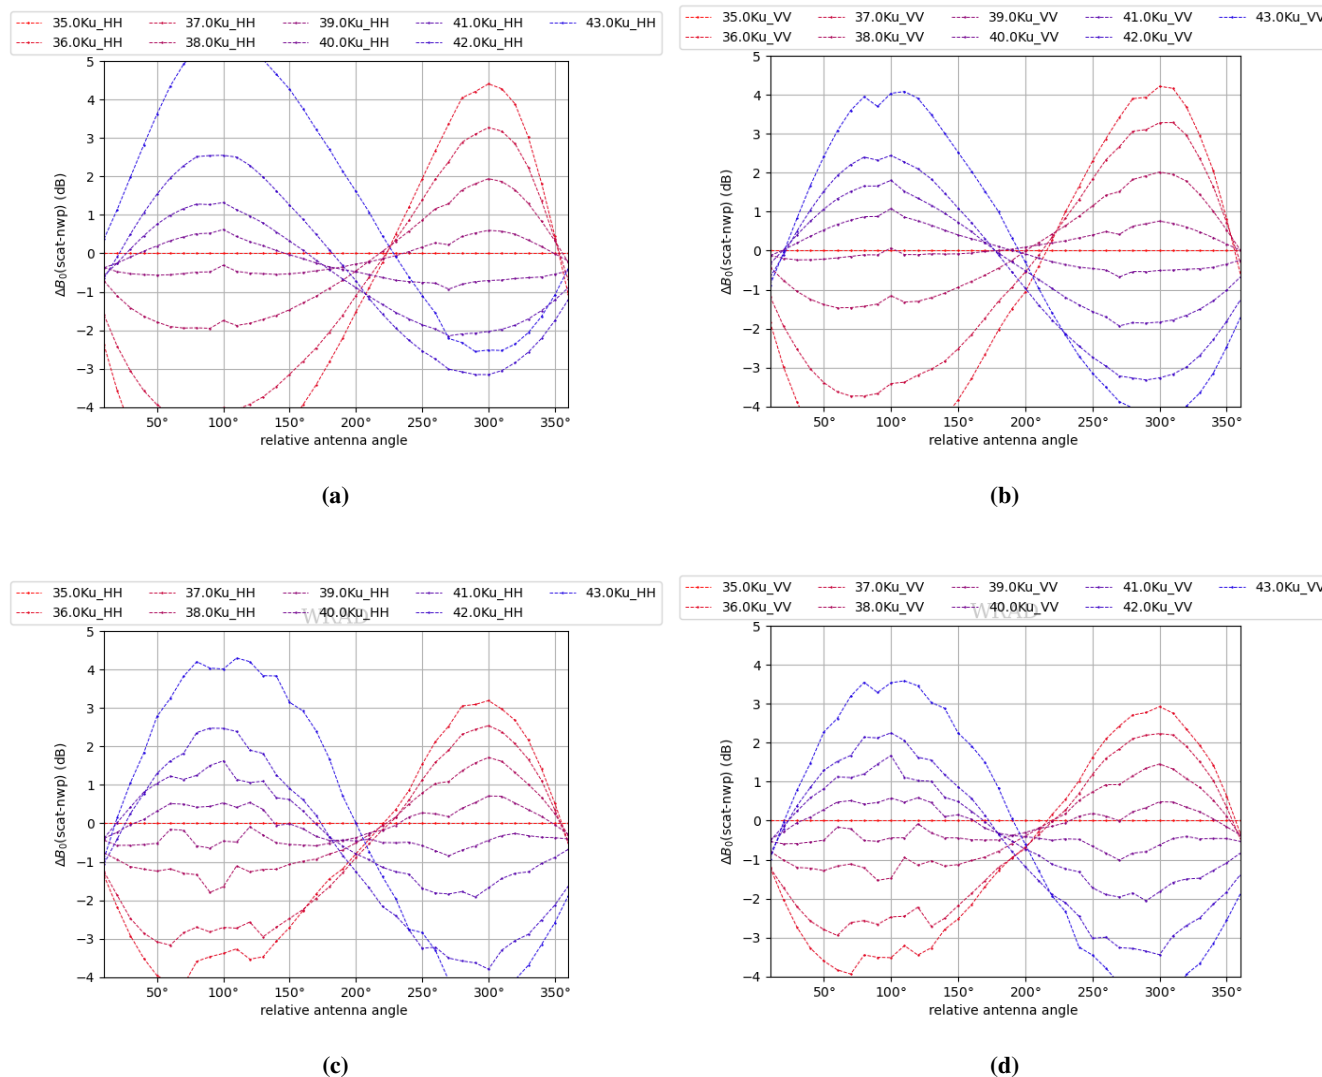 35.0Ku_HH 37.0Ku_HH 39.0Ku_HH 41.0Ku_HH 43.0Ku_HH
36.0Ku_HH 38.0Ku_HH 40.0Ku_HH 42.0Ku_HH
5
4
3
2
1
0
−1
−2
−3
−4
ΔB₀(scat-nwp) (dB)
50° 100° 150° 200° 250° 300° 350°
relative antenna angle
(a)
35.0Ku_VV 37.0Ku_VV 39.0Ku_VV 41.0Ku_VV 43.0Ku_VV
36.0Ku_VV 38.0Ku_VV 40.0Ku_VV 42.0Ku_VV
5
4
3
2
1
0
−1
−2
−3
−4
ΔB₀(scat-nwp) (dB)
50° 100° 150° 200° 250° 300° 350°
relative antenna angle
(b)
35.0Ku_HH 37.0Ku_HH 39.0Ku_HH 41.0Ku_HH 43.0Ku_HH
36.0Ku_HH 38.0Ku_HH 40.0Ku_HH 42.0Ku_HH
WRAD
5
4
3
2
1
0
−1
−2
−3
−4
ΔB₀(scat-nwp) (dB)
50° 100° 150° 200° 250° 300° 350°
relative antenna angle
(c)
35.0Ku_VV 37.0Ku_VV 39.0Ku_VV 41.0Ku_VV 43.0Ku_VV
36.0Ku_VV 38.0Ku_VV 40.0Ku_VV 42.0Ku_VV
WRAD
5
4
3
2
1
0
−1
−2
−3
−4
ΔB₀(scat-nwp) (dB)
50° 100° 150° 200° 250° 300° 350°
relative antenna angle
(d)